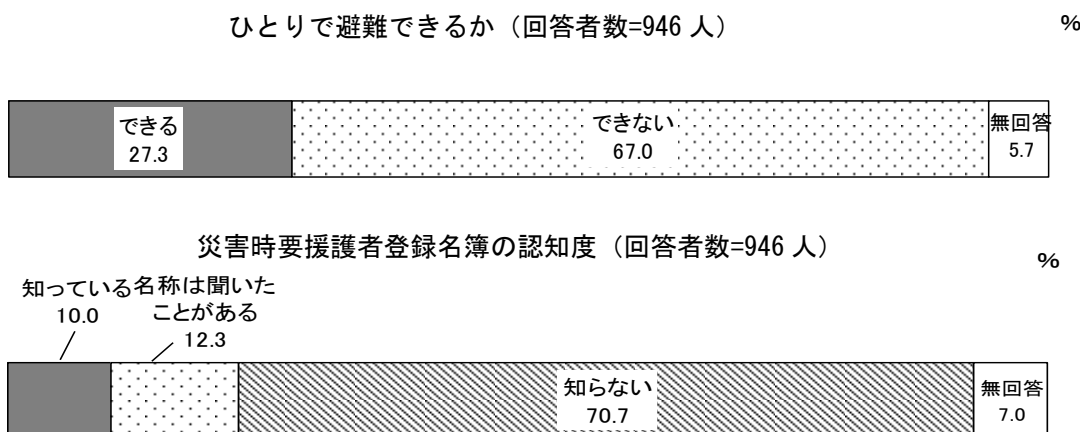 ひとりで避難できるか（回答者数=946 人）
%
できる
27.3
できない
67.0
無回答
5.7
災害時要援護者登録名簿の認知度（回答者数=946 人）
%
知っている
10.0
名称は聞いた
ことがある
12.3
知らない
70.7
無回答
7.0